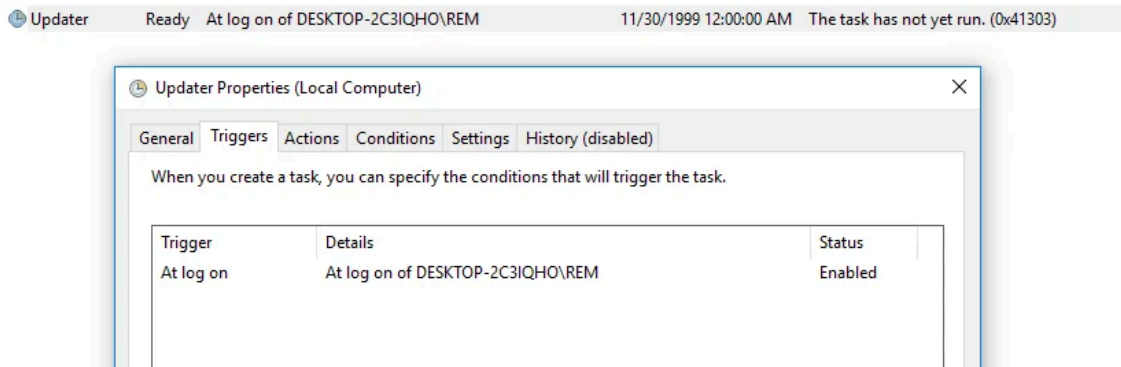 Updater Ready At log on of DESKTOP-2C3IQHO\REM 11/30/1999 12:00:00 AM The task has not yet run. (0x41303)
Updater Properties (Local Computer)
General Triggers Actions Conditions Settings History (disabled)
When you create a task, you can specify the conditions that will trigger the task.
Trigger Details Status
At log on At log on of DESKTOP-2C3IQHO\REM Enabled